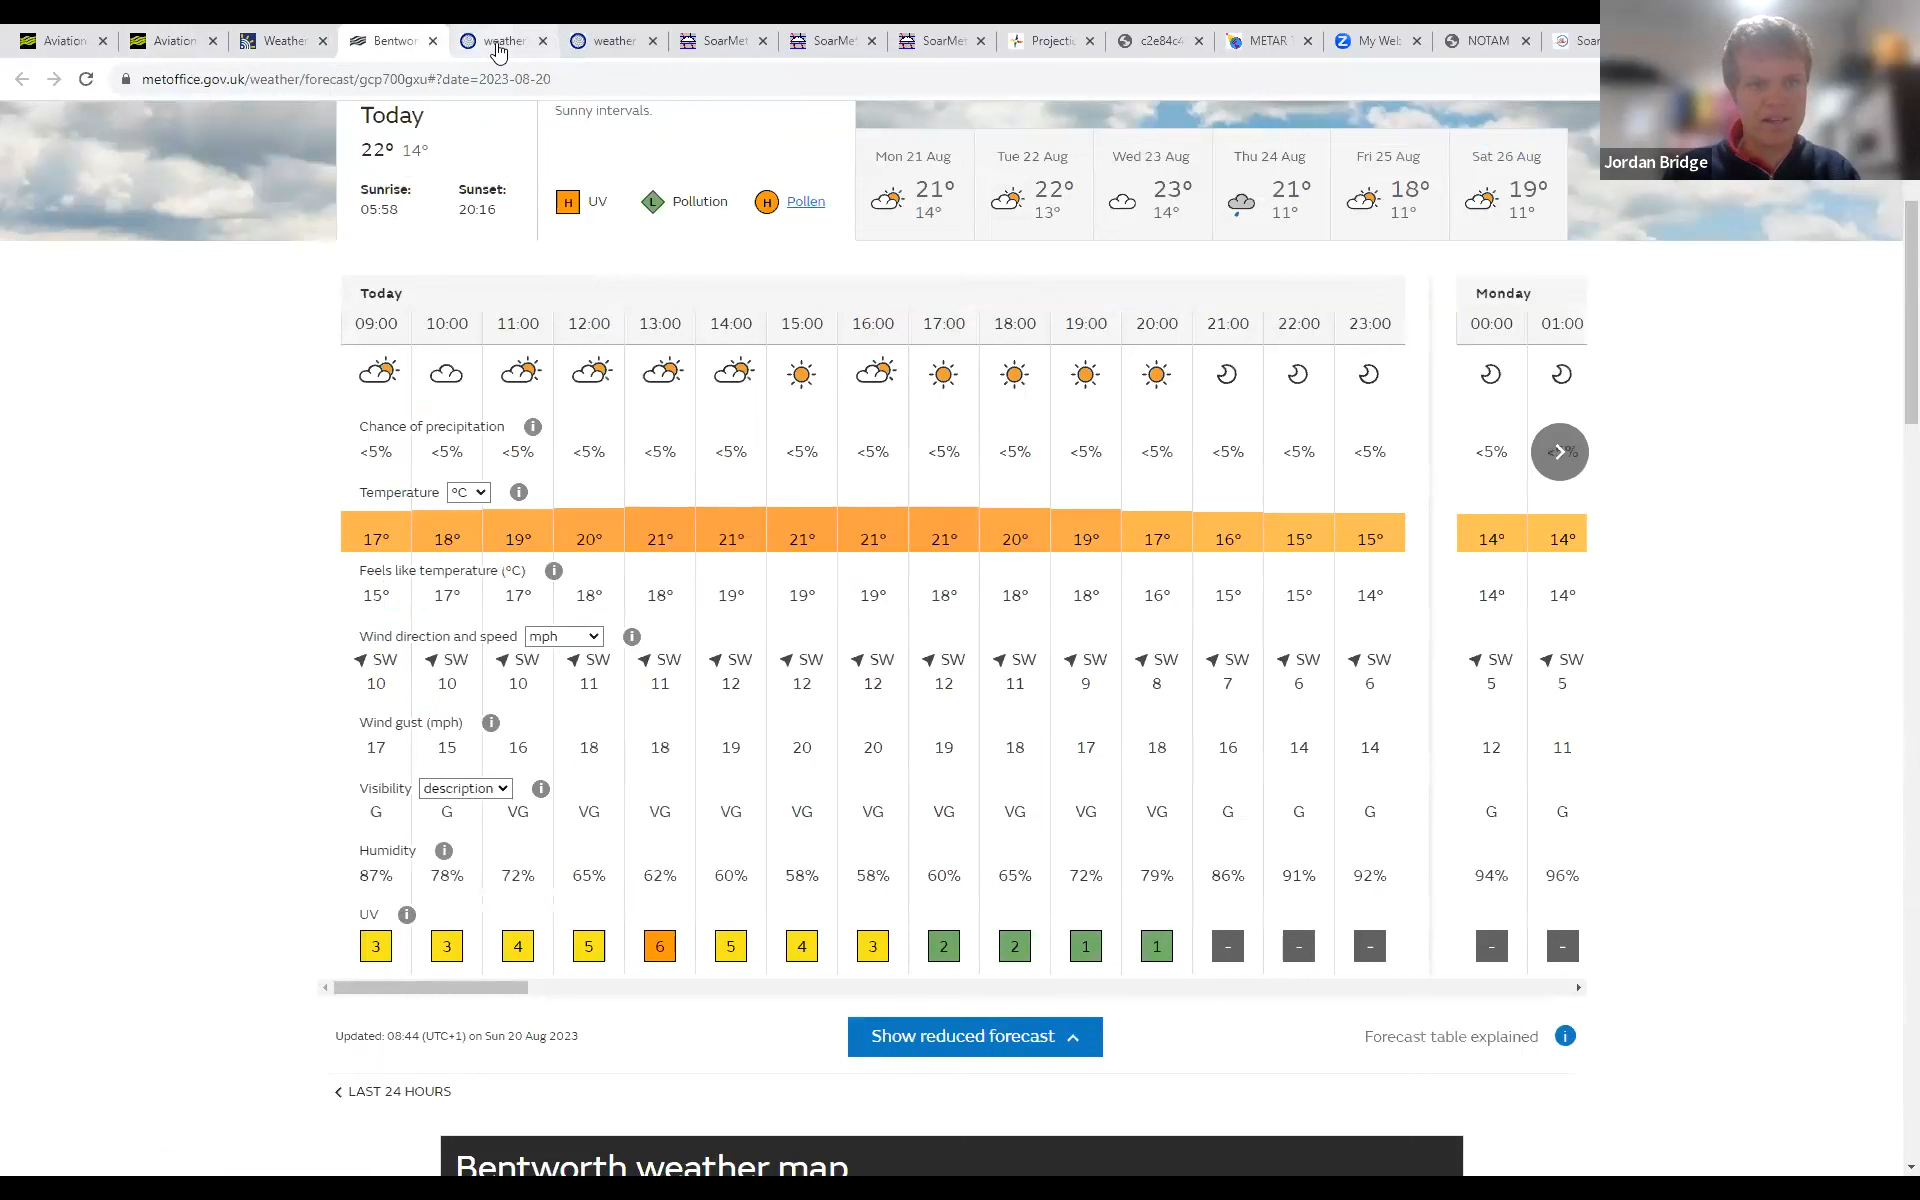 Aviation
Aviation
Weather
Bentwor
weather
weather
SoarMet
SoarMet
SoarMet
Projectic
c2e84c4
METAR T
My Web
NOTAM
Soar
metoffice.gov.uk/weather/forecast/gcp700gxu#?date=2023-08-20
Jordan Bridge
Today
22° 14°
Sunrise: Sunset:
05:58 20:16
Sunny intervals.
H UV L Pollution H Pollen
Mon 21 Aug Tue 22 Aug Wed 23 Aug Thu 24 Aug Fri 25 Aug Sat 26 Aug
21° 22° 23° 21° 18° 19°
14° 13° 14° 11° 11° 11°
Today Monday
09:00 10:00 11:00 12:00 13:00 14:00 15:00 16:00 17:00 18:00 19:00 20:00 21:00 22:00 23:00 00:00 01:00
Chance of precipitation i
<5% <5% <5% <5% <5% <5% <5% <5% <5% <5% <5% <5% <5% <5% <5% <5% <5%
Temperature °C i
17° 18° 19° 20° 21° 21° 21° 21° 21° 20° 19° 17° 16° 15° 15° 14° 14°
Feels like temperature (°C) i
15° 17° 17° 18° 18° 19° 19° 19° 18° 18° 18° 16° 15° 15° 14° 14° 14°
Wind direction and speed mph i
SW SW SW SW SW SW SW SW SW SW SW SW SW SW SW SW SW
10 10 10 11 11 12 12 12 12 11 9 8 7 6 6 5 5
Wind gust (mph) i
17 15 16 18 18 19 20 20 19 18 17 18 16 14 14 12 11
Visibility description i
G G VG VG VG VG VG VG VG VG VG VG G G G G G
Humidity i
87% 78% 72% 65% 62% 60% 58% 58% 60% 65% 72% 79% 86% 91% 92% 94% 96%
UV i
3 3 4 5 6 5 4 3 2 2 1 1 - - - - -
Updated: 08:44 (UTC+1) on Sun 20 Aug 2023
Show reduced forecast
Forecast table explained i
LAST 24 HOURS
Bentworth weather map